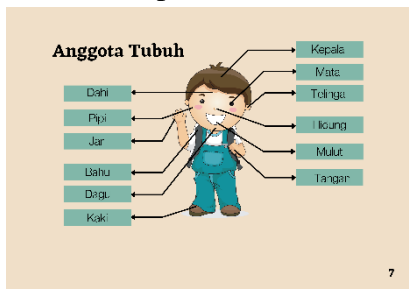 Anggota Tubuh
Kepala
Mata
Telinga
Hidung
Mulut
Tangan
Dahi
Pipi
Jari
Bahu
Dagu
Kaki
7